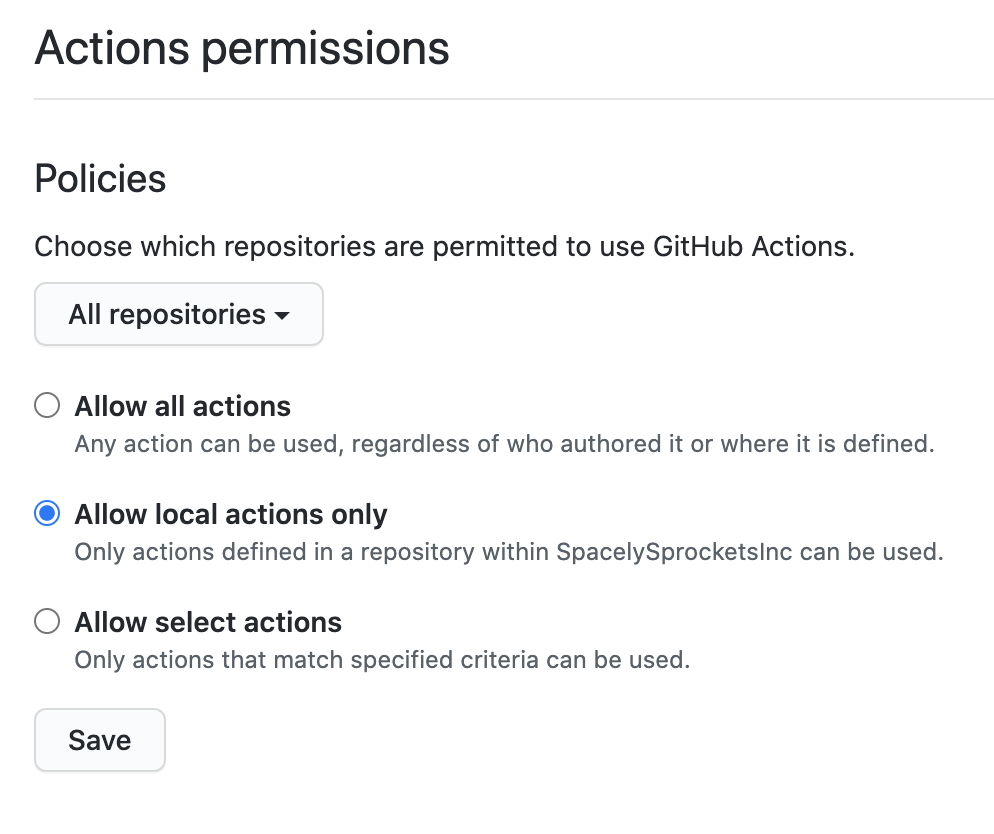 Actions permissions
Policies
Choose which repositories are permitted to use GitHub Actions.
All repositories
Allow all actions
Any action can be used, regardless of who authored it or where it is defined.
Allow local actions only
Only actions defined in a repository within SpacelySprocketsInc can be used.
Allow select actions
Only actions that match specified criteria can be used.
Save